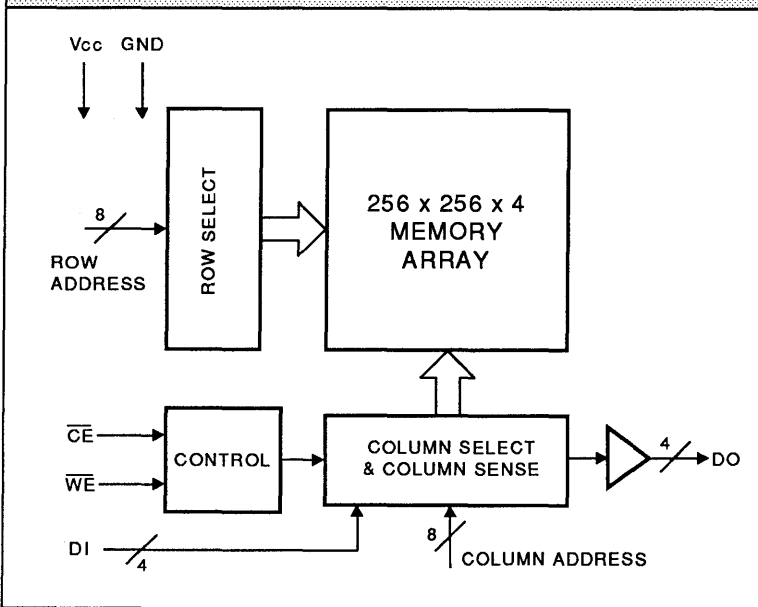 Vcc GND
8
ROW
ADDRESS
ROW SELECT
256 x 256 x 4
MEMORY
ARRAY
CE
WE
CONTROL
COLUMN SELECT
& COLUMN SENSE
4
DO
DI
4
8
COLUMN ADDRESS